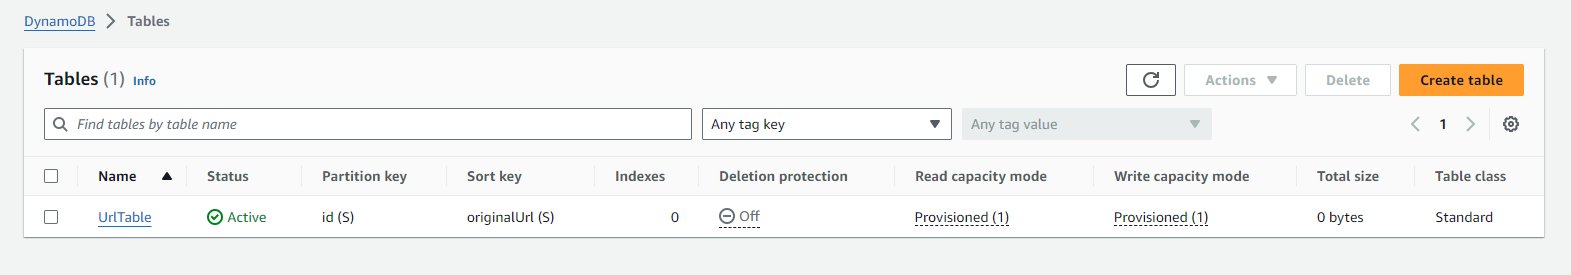 DynamoDB > Tables
Tables (1) Info
Actions Delete Create table
Find tables by table name Any tag key Any tag value 1
Name Status Partition key Sort key Indexes Deletion protection Read capacity mode Write capacity mode Total size Table class
UrlTable Active id (S) originalUrl (S) 0 Off Provisioned (1) Provisioned (1) 0 bytes Standard